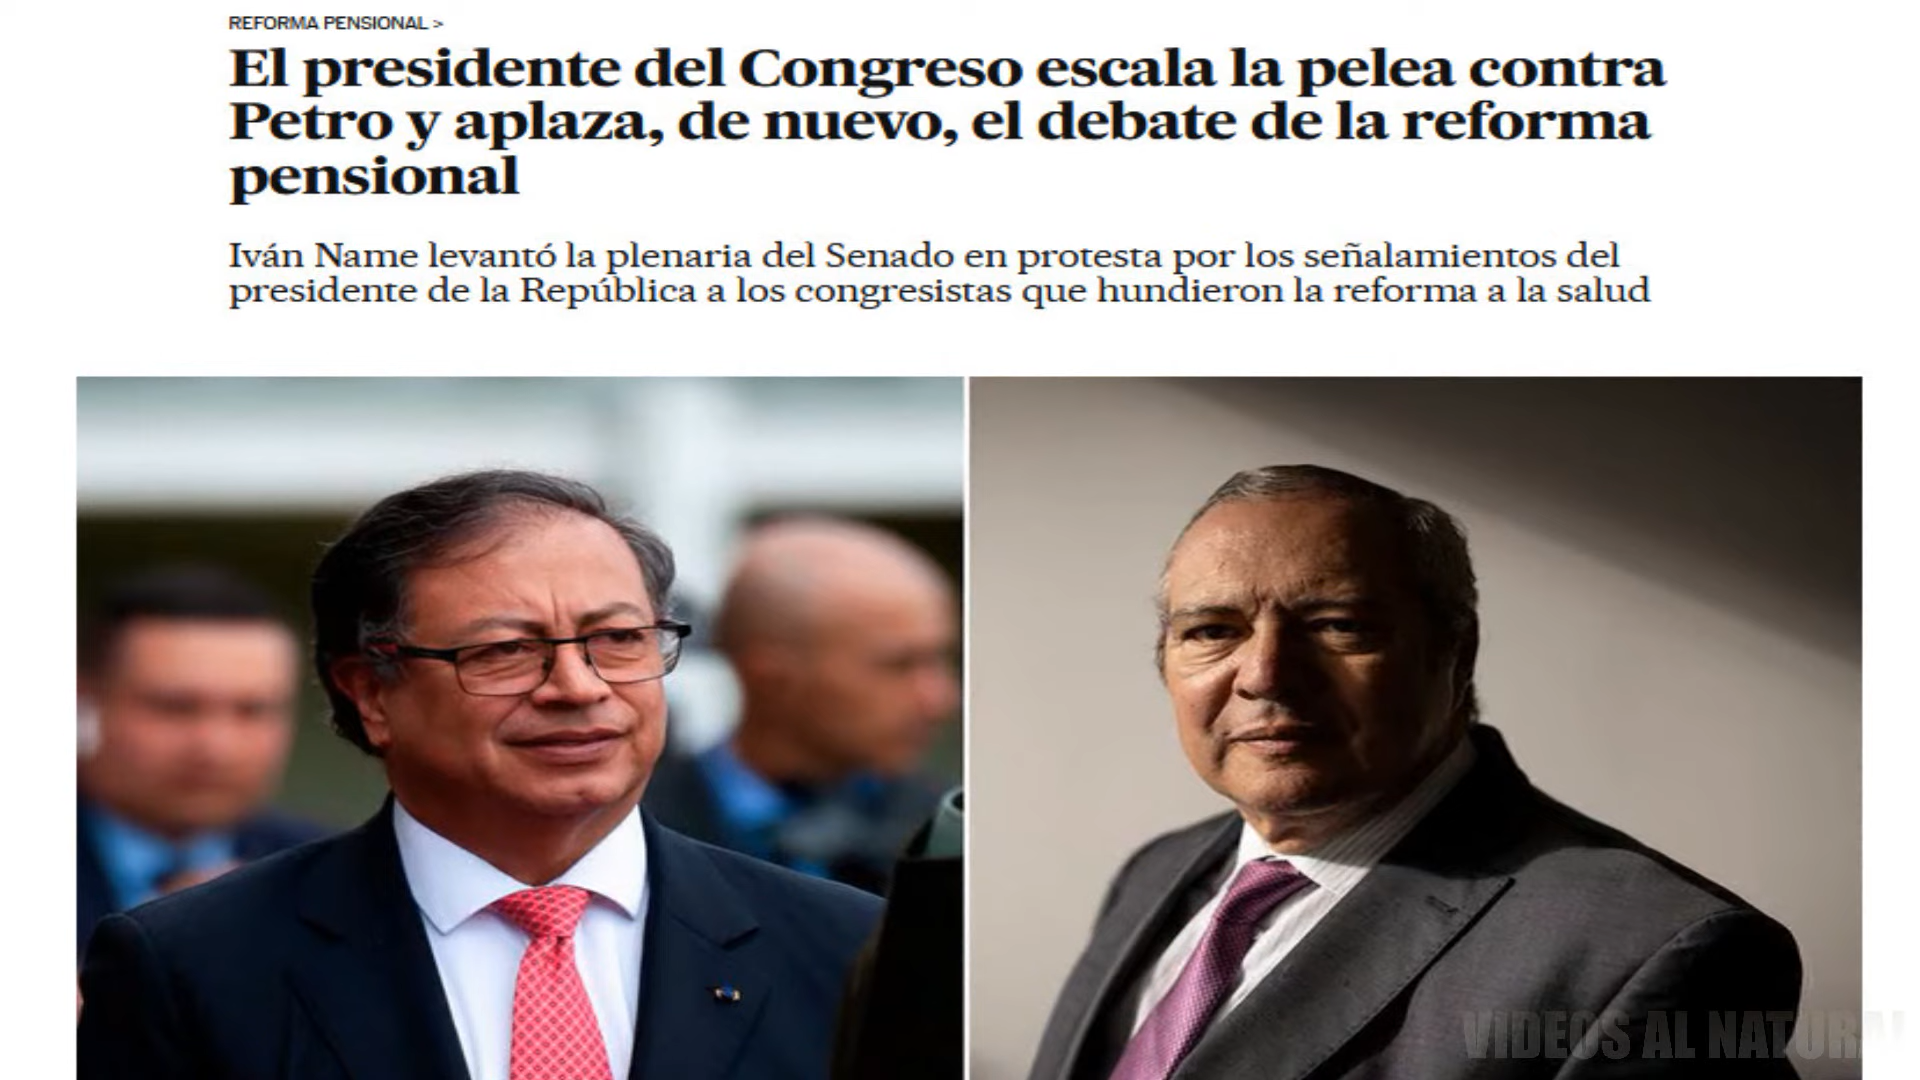 REFORMA PENSIONAL >
El presidente del Congreso escala la pelea contra
Petro y aplaza, de nuevo, el debate de la reforma
pensional
Iván Name levantó la plenaria del Senado en protesta por los señalamientos del
presidente de la República a los congresistas que hundieron la reforma a la salud
VIDEOS AL NATURAL